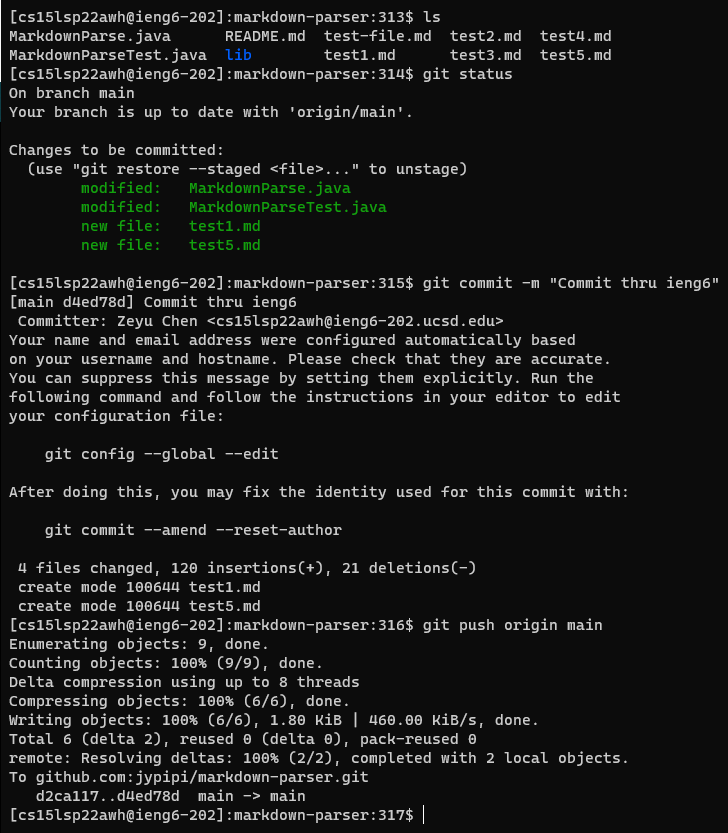 [cs15lsp22awh@ieng6-202]:markdown-parser:313$ ls
MarkdownParse.java      README.md  test-file.md  test2.md  test4.md
MarkdownParseTest.java  lib        test1.md      test3.md  test5.md
[cs15lsp22awh@ieng6-202]:markdown-parser:314$ git status
On branch main
Your branch is up to date with 'origin/main'.

Changes to be committed:
  (use "git restore --staged <file>..." to unstage)
        modified:   MarkdownParse.java
        modified:   MarkdownParseTest.java
        new file:   test1.md
        new file:   test5.md

[cs15lsp22awh@ieng6-202]:markdown-parser:315$ git commit -m "Commit thru ieng6"
[main d4ed78d] Commit thru ieng6
 Committer: Zeyu Chen <cs15lsp22awh@ieng6-202.ucsd.edu>
Your name and email address were configured automatically based
on your username and hostname. Please check that they are accurate.
You can suppress this message by setting them explicitly. Run the
following command and follow the instructions in your editor to edit
your configuration file:

    git config --global --edit

After doing this, you may fix the identity used for this commit with:

    git commit --amend --reset-author

 4 files changed, 120 insertions(+), 21 deletions(-)
 create mode 100644 test1.md
 create mode 100644 test5.md
[cs15lsp22awh@ieng6-202]:markdown-parser:316$ git push origin main
Enumerating objects: 9, done.
Counting objects: 100% (9/9), done.
Delta compression using up to 8 threads
Compressing objects: 100% (6/6), done.
Writing objects: 100% (6/6), 1.80 KiB | 460.00 KiB/s, done.
Total 6 (delta 2), reused 0 (delta 0), pack-reused 0
remote: Resolving deltas: 100% (2/2), completed with 2 local objects.
To github.com:jypipi/markdown-parser.git
   d2ca117..d4ed78d  main -> main
[cs15lsp22awh@ieng6-202]:markdown-parser:317$